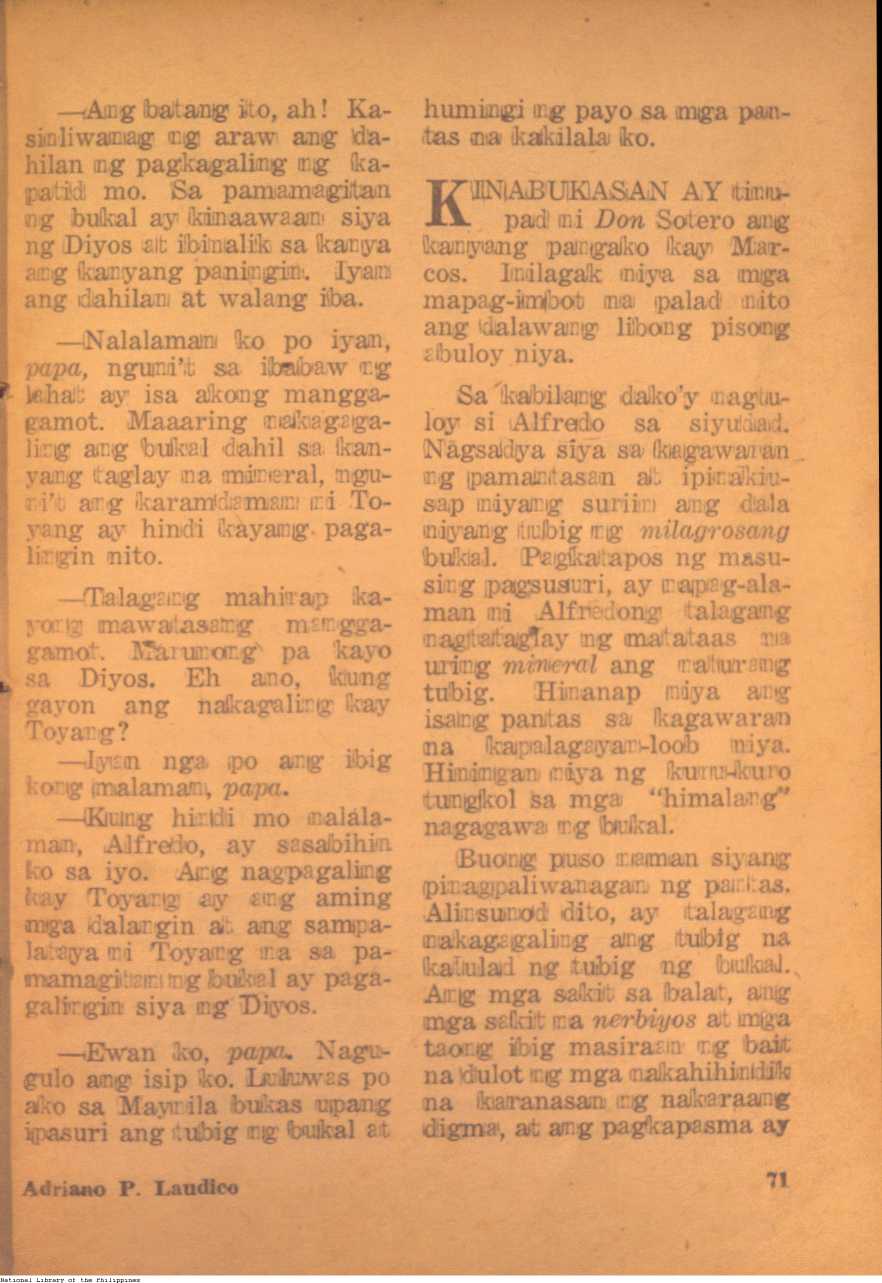 —Ang batang ito, ah! Ka-
sinliwanag ng araw ang da-
hilan ng pagkagaling ng ka-
patid mo. Sa pamamagitan
ng bukal ay kinaawaan siya
ng Diyos at ibinalik sa kanya
ang kanyang paningin. Iyan
ang dahilan at walang iba.
—Nalalaman ko po iyan,
papa, nguni't sa ibabaw ng
lahat ay isa akong mangga-
gamot. Maaaring nakagaga-
ling ang bukal dahil sa kan-
yang taglay na mineral, ngu-
ni't ang karamdaman ni To-
yang ay hindi kayang paga-
lingin nito.
—Talagang mahirap ka-
yong mawatasang mangga-
gamot. Marunong pa kayo
sa Diyos. Eh ano, kung
gayon ang nakagaling kay
Toyang?
—Iyan nga po ang ibig
kong malaman, papa.
—Kung hindi mo nalala-
man, Alfredo, ay sasabihin
ko sa iyo. Ang nagpagaling
kay Toyang ay ang aming
mga dalangin at ang sampa-
lataya ni Toyang na sa pa-
mamagitan ng bukal ay paga-
galingin siya ng Diyos.
—Ewan ko, papa. Nagu-
gulo ang isip ko. Luluwas po
ako sa Maynila bukas upang
ipasuri ang tubig ng bukal at
humingi ng payo sa mga pan-
tas na kakilala ko.
KINABUKASAN AY tinu-
pad ni Don Sotero ang
kanyang pangako kay Mar-
cos. Inilagak niya sa mga
mapag-imbot na palad nito
ang dalawang libong pisong
abuloy niya.
Sa kabilang dako'y nagtu-
loy si Alfredo sa siyudad.
Nagsadya siya sa kagawaran
ng pamantasan at ipinakiu-
sap niyang suriin ang dala
niyang tubig ng milagrosang
bukal. Pagkatapos ng masu-
sing pagsusuri, ay napag-ala-
man ni Alfredong talagang
nagtataglay ng matataas na
uring mineral ang naturang
tubig. Hinanap niya ang
isang pantas sa kagawaran
na kapalagayan-loob niya.
Hiningan niya ng kuru-kuro
tungkol sa mga "himalang"
nagagawa ng bukal.
Buong puso naman siyang
pinagpaliwanagan ng pantas.
Alinsunod dito, ay talagang
nakagagaling ang tubig na
katulad ng tubig ng bukal.
Ang mga sakit sa balat, ang
mga sakit na nerbiyos at mga
taong ibig masiraan ng bait
na dulot ng mga nakahihindik
na karanasan ng nakaraang
digma, at ang pagkapasma ay
Adriano P. Laudico
71
National Library of the Philippines